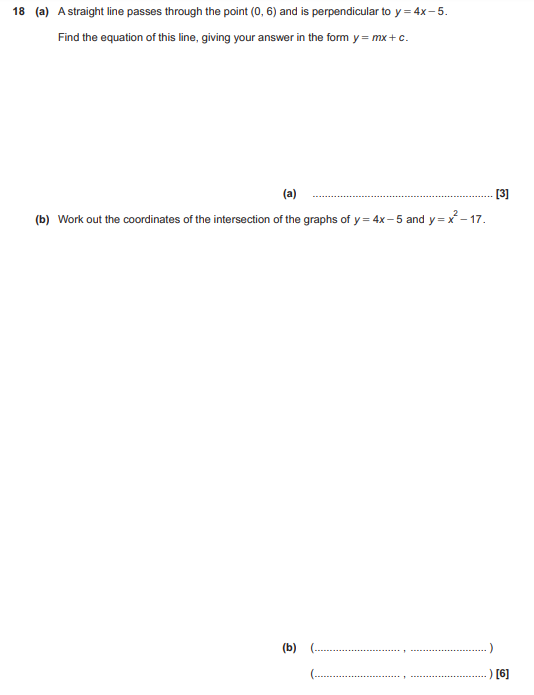 18 (a) A straight line passes through the point (0, 6) and is perpendicular to y = 4x – 5.
Find the equation of this line, giving your answer in the form y = mx + c.
(a) ............................................................ [3]
(b) Work out the coordinates of the intersection of the graphs of y = 4x – 5 and y = x² – 17.
(b) (............................ , ......................... )
(............................ , ......................... ) [6]